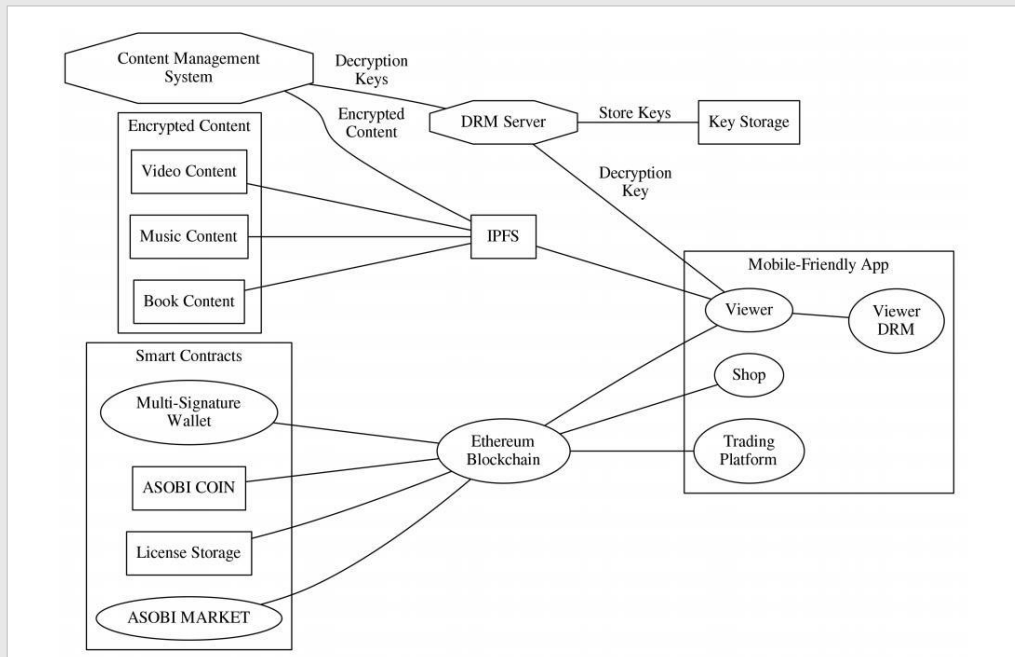 Content Management
System
Decryption
Keys
Encrypted
Content
DRM Server
Store Keys
Key Storage
Encrypted Content
Video Content
Music Content
Book Content
IPFS
Decryption
Key
Mobile-Friendly App
Viewer
Viewer
DRM
Shop
Trading
Platform
Smart Contracts
Multi-Signature
Wallet
ASOBI COIN
License Storage
ASOBI MARKET
Ethereum
Blockchain